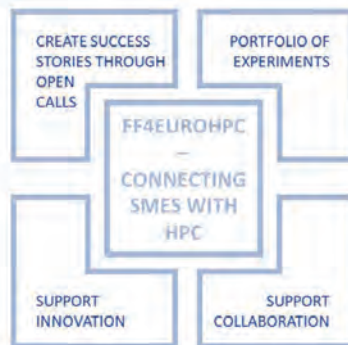 CREATE SUCCESS
STORIES THROUGH
OPEN
CALLS
PORTFOLIO OF
EXPERIMENTS
FF4EUROHPC
–
CONNECTING
SMES WITH
HPC
SUPPORT
INNOVATION
SUPPORT
COLLABORATION